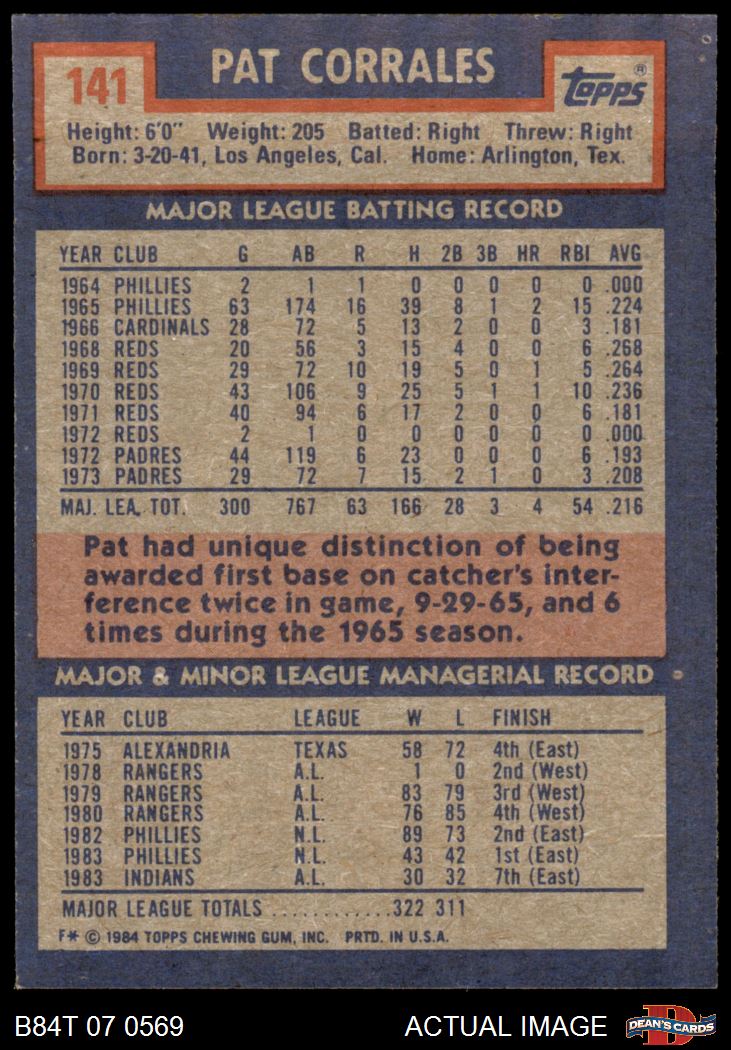 141
PAT CORRALES
topps®
Height: 6'0" Weight: 205 Batted: Right Threw: Right
Born: 3-20-41, Los Angeles, Cal. Home: Arlington, Tex.
MAJOR LEAGUE BATTING RECORD
YEAR CLUB G AB R H 2B 3B HR RBI AVG
1964 PHILLIES 2 1 1 0 0 0 0 0 .000
1965 PHILLIES 63 174 16 39 8 1 2 15 .224
1966 CARDINALS 28 72 5 13 2 0 0 3 .181
1968 REDS 20 56 3 15 4 0 0 6 .268
1969 REDS 29 72 10 19 5 0 1 5 .264
1970 REDS 43 106 9 25 5 1 1 10 .236
1971 REDS 40 94 6 17 2 0 0 6 .181
1972 REDS 2 1 0 0 0 0 0 0 .000
1972 PADRES 44 119 6 23 0 0 0 6 .193
1973 PADRES 29 72 7 15 2 1 0 3 .208
MAJ. LEA. TOT. 300 767 63 166 28 3 4 54 .216
Pat had unique distinction of being
awarded first base on catcher's inter-
ference twice in game, 9-29-65, and 6
times during the 1965 season.
MAJOR & MINOR LEAGUE MANAGERIAL RECORD
YEAR CLUB LEAGUE W L FINISH
1975 ALEXANDRIA TEXAS 58 72 4th (East)
1978 RANGERS A.L. 1 0 2nd (West)
1979 RANGERS A.L. 83 79 3rd (West)
1980 RANGERS A.L. 76 85 4th (West)
1982 PHILLIES N.L. 89 73 2nd (East)
1983 PHILLIES N.L. 43 42 1st (East)
1983 INDIANS A.L. 30 32 7th (East)
MAJOR LEAGUE TOTALS ............322 311
F* © 1984 TOPPS CHEWING GUM, INC. PRTD. IN U.S.A.
B84T 07 0569
ACTUAL IMAGE
D
DEAN'S CARDS